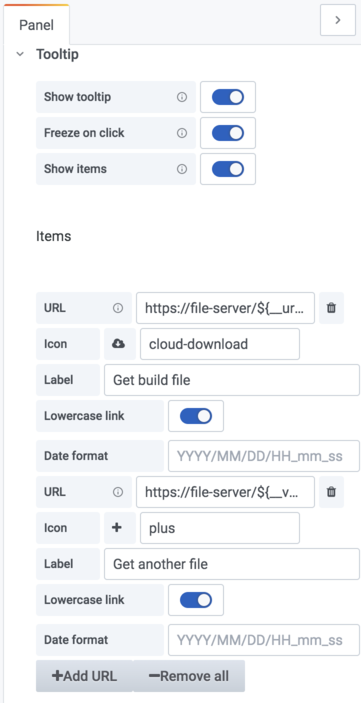 Panel
Tooltip
Show tooltip
Freeze on click
Show items
Items
URL https://file-server/${__ur...
Icon cloud-download
Label Get build file
Lowercase link
Date format YYYY/MM/DD/HH_mm_ss
URL https://file-server/${__v...
Icon plus
Label Get another file
Lowercase link
Date format YYYY/MM/DD/HH_mm_ss
+Add URL −Remove all